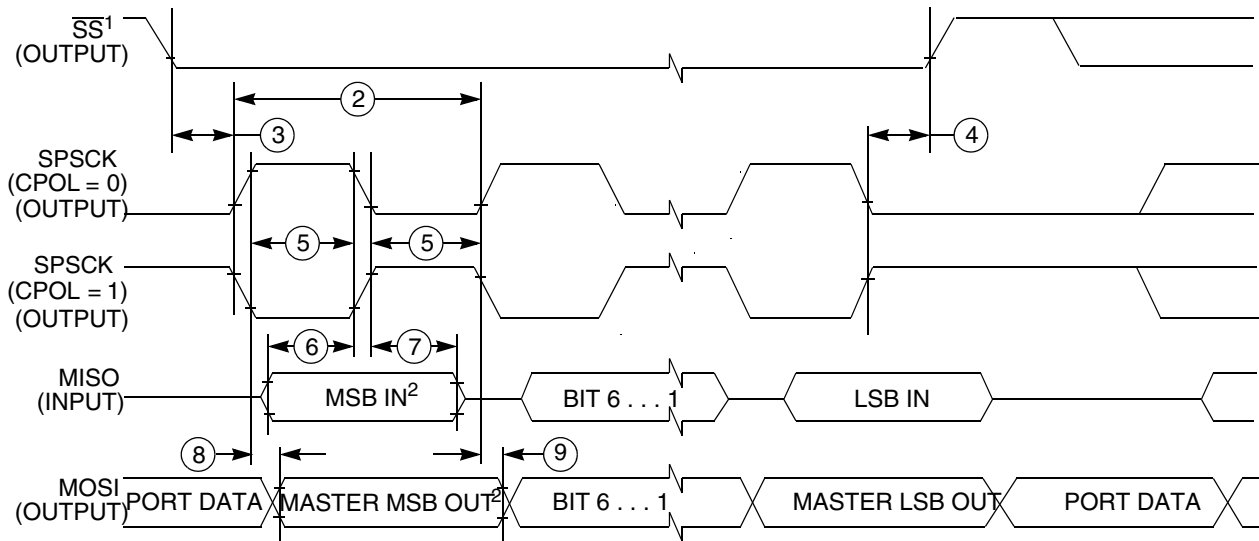 SS¹
(OUTPUT)
2
3
4
SPSCK
(CPOL = 0)
(OUTPUT)
5
5
SPSCK
(CPOL = 1)
(OUTPUT)
6
7
MISO
(INPUT)
MSB IN²
BIT 6 . . . 1
LSB IN
8
9
MOSI
(OUTPUT)
PORT DATA
MASTER MSB OUT²
BIT 6 . . . 1
MASTER LSB OUT
PORT DATA